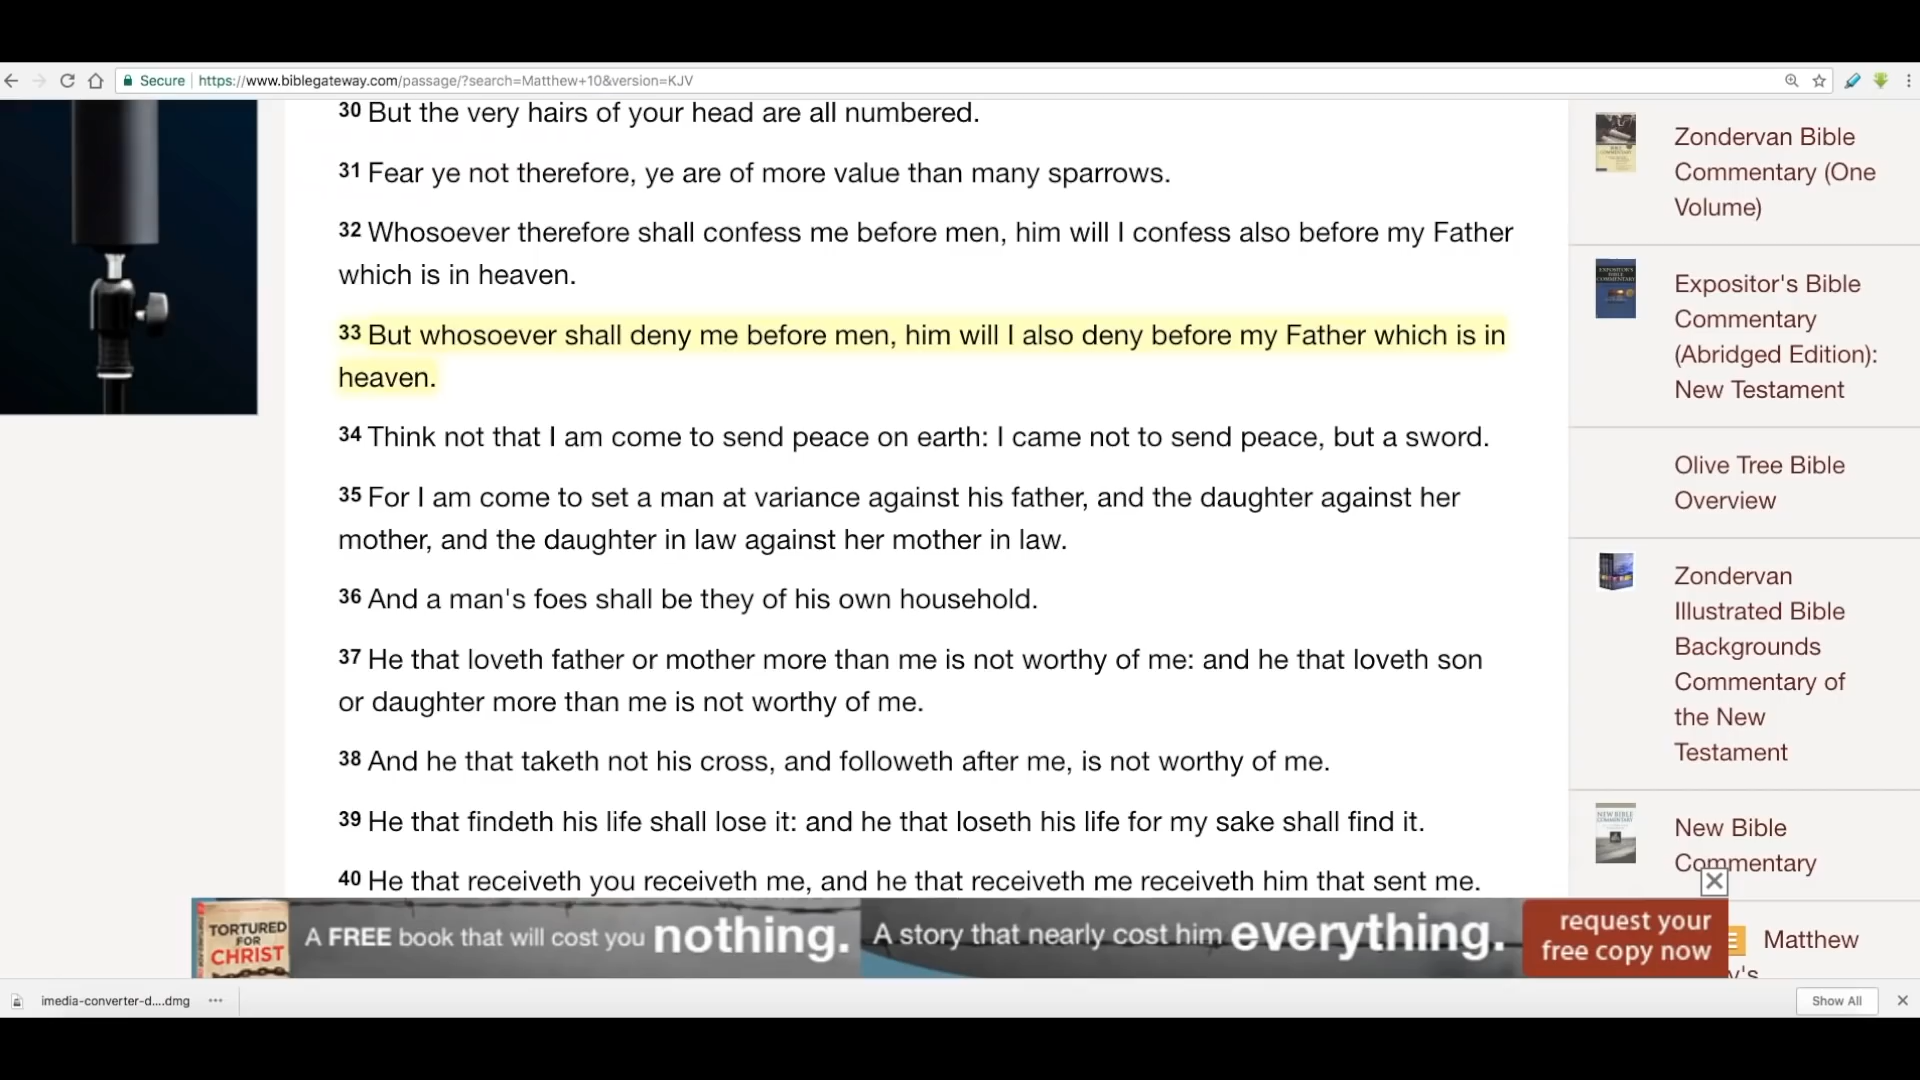 Secure https://www.biblegateway.com/passage/?search=Matthew+10&version=KJV
30 But the very hairs of your head are all numbered.
31 Fear ye not therefore, ye are of more value than many sparrows.
32 Whosoever therefore shall confess me before men, him will I confess also before my Father
which is in heaven.
33 But whosoever shall deny me before men, him will I also deny before my Father which is in
heaven.
34 Think not that I am come to send peace on earth: I came not to send peace, but a sword.
35 For I am come to set a man at variance against his father, and the daughter against her
mother, and the daughter in law against her mother in law.
36 And a man's foes shall be they of his own household.
37 He that loveth father or mother more than me is not worthy of me: and he that loveth son
or daughter more than me is not worthy of me.
38 And he that taketh not his cross, and followeth after me, is not worthy of me.
39 He that findeth his life shall lose it: and he that loseth his life for my sake shall find it.
40 He that receiveth you receiveth me, and he that receiveth me receiveth him that sent me.
Zondervan Bible
Commentary (One
Volume)
Expositor's Bible
Commentary
(Abridged Edition):
New Testament
Olive Tree Bible
Overview
Zondervan
Illustrated Bible
Backgrounds
Commentary of
the New
Testament
New Bible
Commentary
Matthew
y's
TORTURED
FOR
CHRIST
A FREE book that will cost you nothing.
A story that nearly cost him everything.
request your
free copy now
imedia-converter-d....dmg
Show All